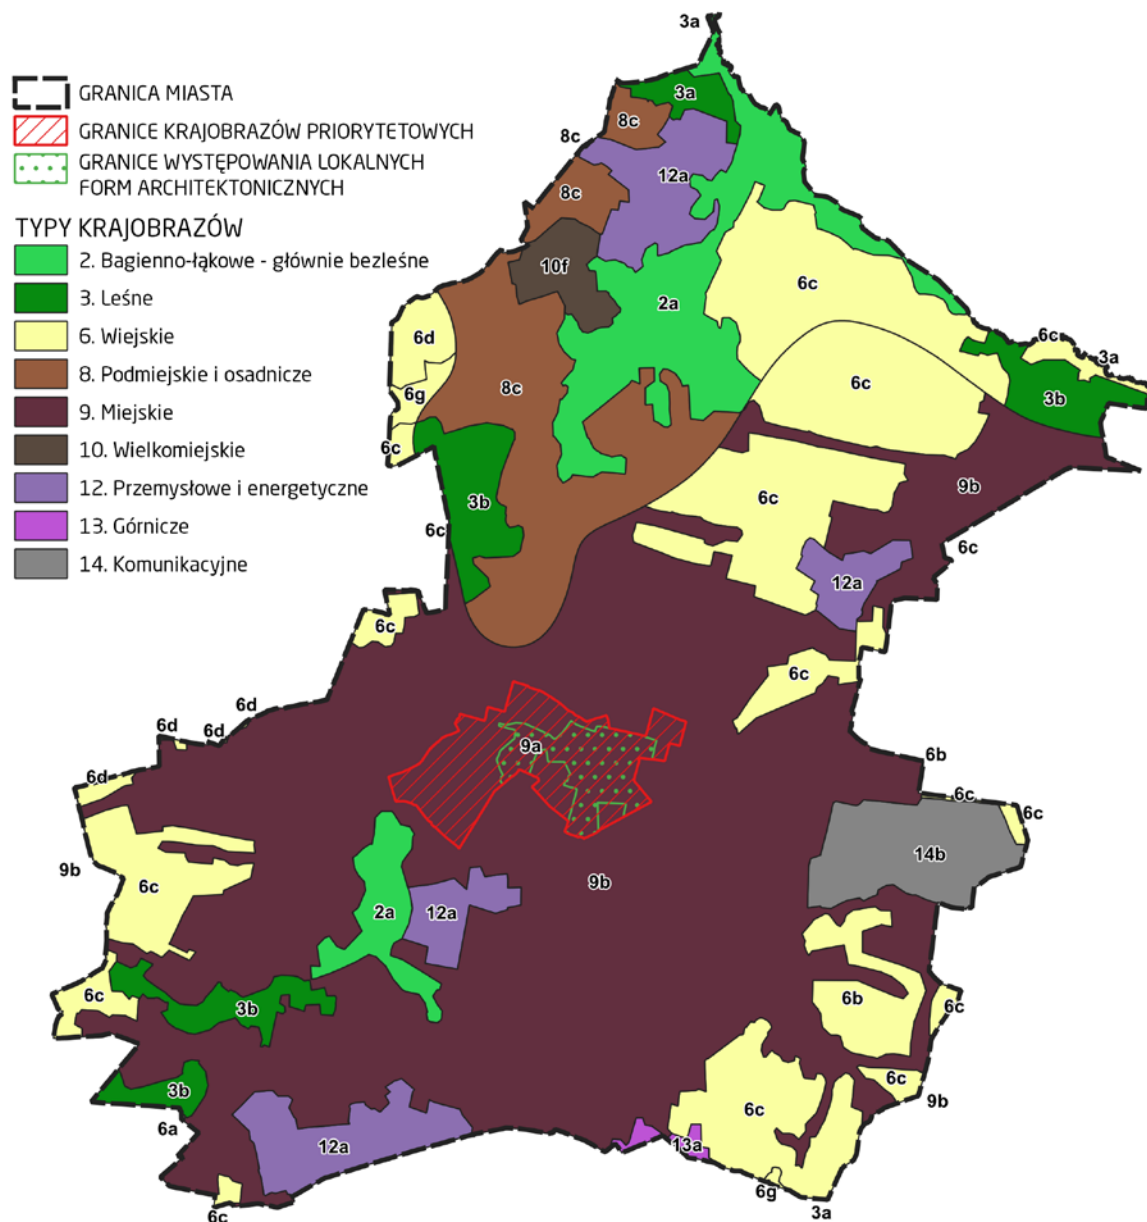 GRANICA MIASTA
GRANICE KRAJOBRAZÓW PRIORYTETOWYCH
GRANICE WYSTĘPOWANIA LOKALNYCH
FORM ARCHITEKTONICZNYCH
TYPY KRAJOBRAZÓW
2. Bagienno-łąkowe - głównie bezleśne
3. Leśne
6. Wiejskie
8. Podmiejskie i osadnicze
9. Miejskie
10. Wielkomiejskie
12. Przemysłowe i energetyczne
13. Górnicze
14. Komunikacyjne
3a
3a
8c
8c
12a
8c
10f
6c
2a
6d
6c
3a
6c
8c
6g
3b
6c
3b
6c
9b
6c
6c
12a
6c
6c
6d
6d
6d
9a
6b
6d
6c
6c
14b
9b
9b
6c
2a
12a
6c
6b
6c
3b
6c
3b
9b
6c
6a
12a
13a
6g
6c
3a